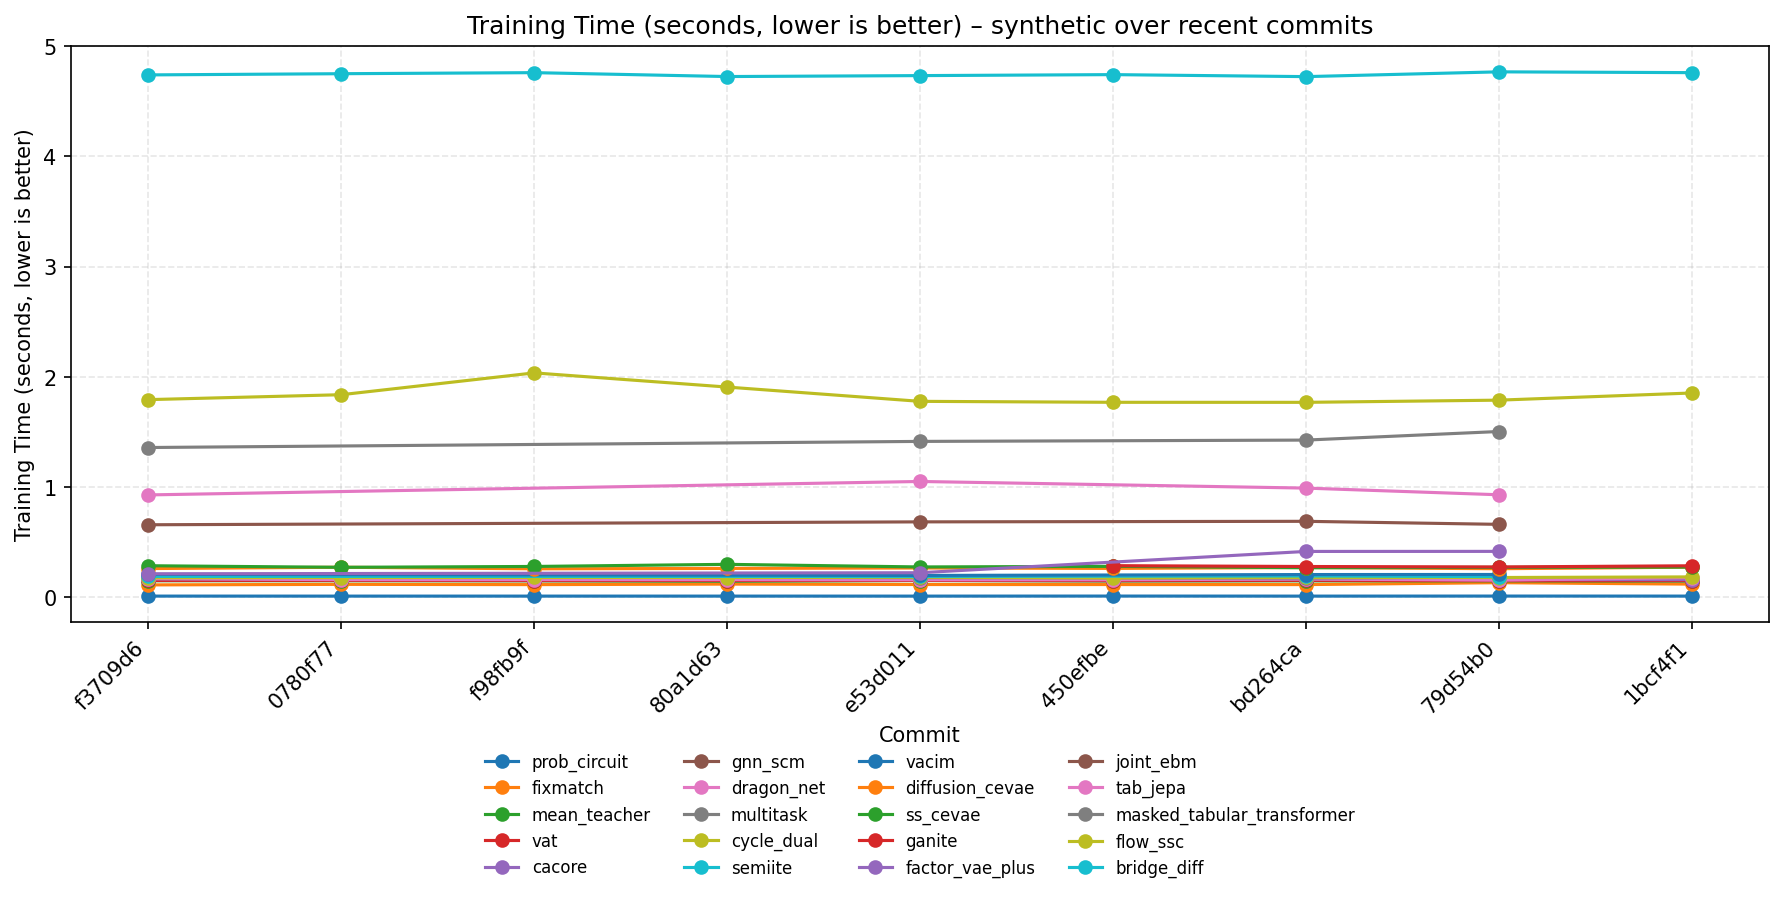 Training Time (seconds, lower is better) – synthetic over recent commits
Training Time (seconds, lower is better)
5
4
3
2
1
0
f3709d6
0780f77
f98fb9f
80a1d63
e53d011
450efbe
bd264ca
79d54b0
1bcf4f1
Commit
prob_circuit
fixmatch
mean_teacher
vat
cacore
gnn_scm
dragon_net
multitask
cycle_dual
semiite
vacim
diffusion_cevae
ss_cevae
ganite
factor_vae_plus
joint_ebm
tab_jepa
masked_tabular_transformer
flow_ssc
bridge_diff